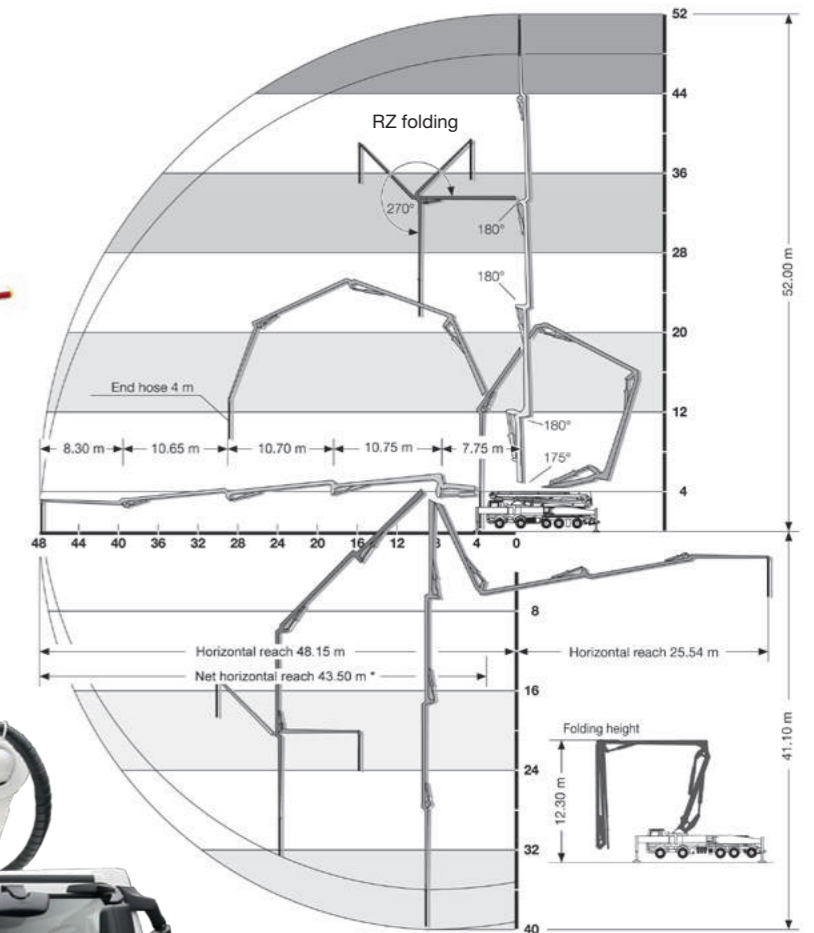 52
44
RZ folding
36
270°
180°
28
180°
52.00 m
20
End hose 4 m
12
180°
8.30 m
10.65 m
10.70 m
10.75 m
7.75 m
175°
4
48 44 40 36 32 28 24 20 16 12 8 4 0
8
Horizontal reach 48.15 m
Horizontal reach 25.54 m
Net horizontal reach 43.50 m *
16
Folding height
24
12.30 m
41.10 m
32
40